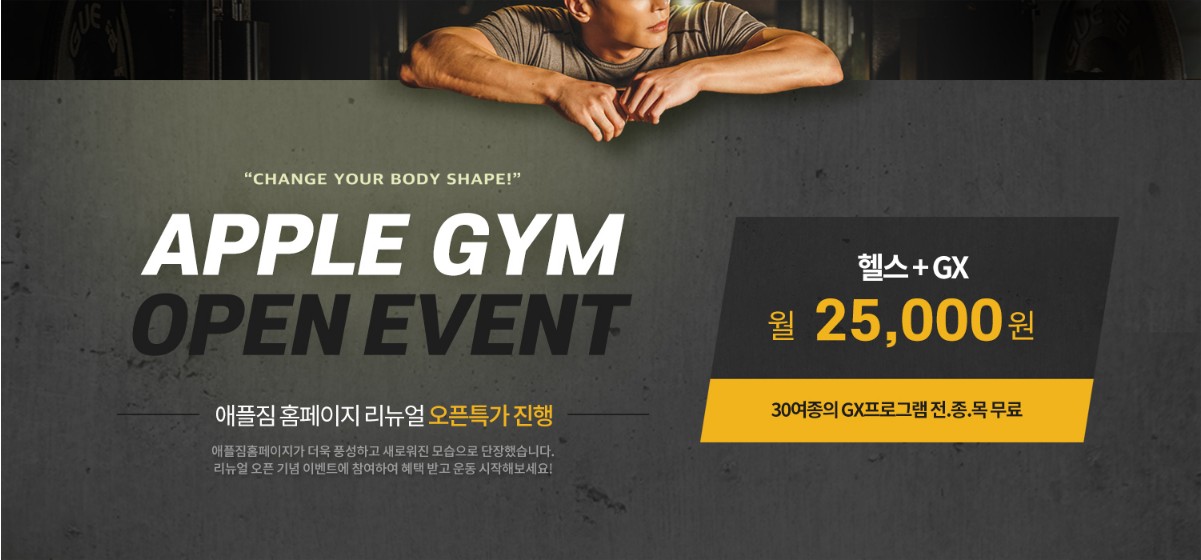 “CHANGE YOUR BODY SHAPE!”
APPLE GYM
OPEN EVENT
애플짐 홈페이지 리뉴얼 오픈특가 진행
애플짐홈페이지가 더욱 풍성하고 새로워진 모습으로 단장했습니다.
리뉴얼 오픈 기념 이벤트에 참여하여 혜택 받고 운동 시작해보세요!
헬스 + GX
월 25,000원
30여종의 GX프로그램 전.종.목 무료